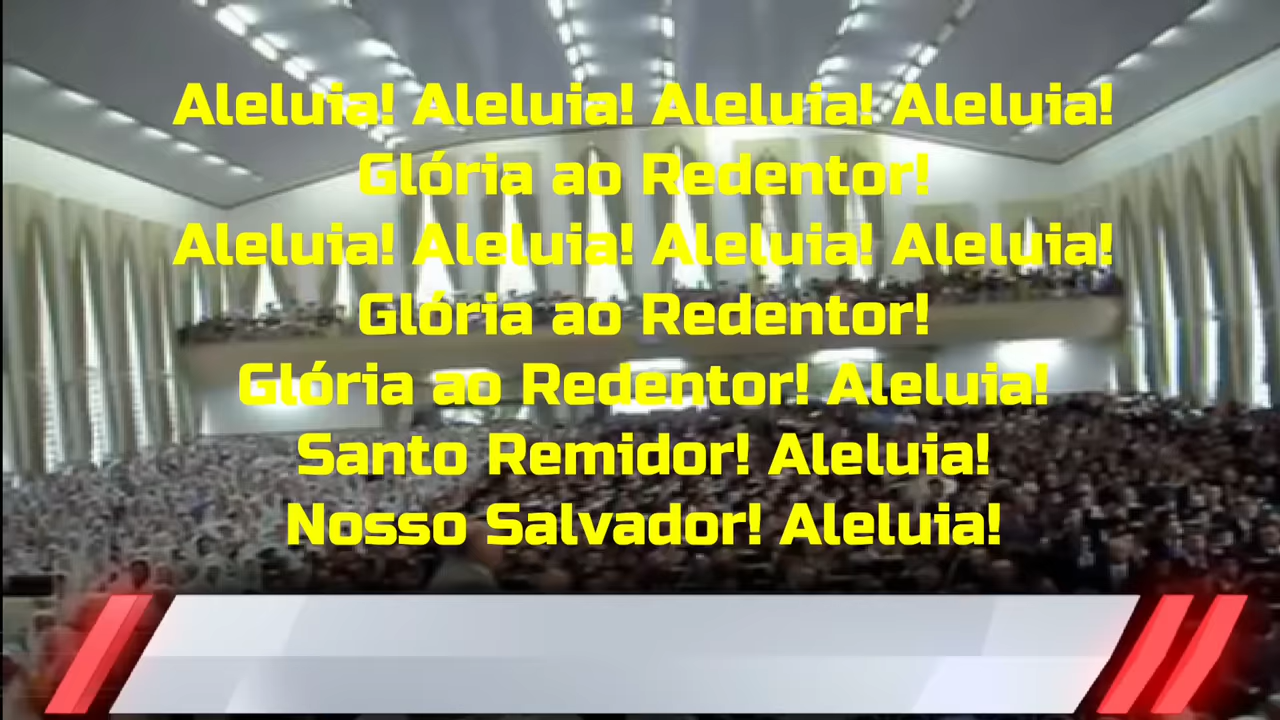 Aleluia! Aleluia! Aleluia! Aleluia!
Glória ao Redentor!
Aleluia! Aleluia! Aleluia! Aleluia!
Glória ao Redentor!
Glória ao Redentor! Aleluia!
Santo Remidor! Aleluia!
Nosso Salvador! Aleluia!